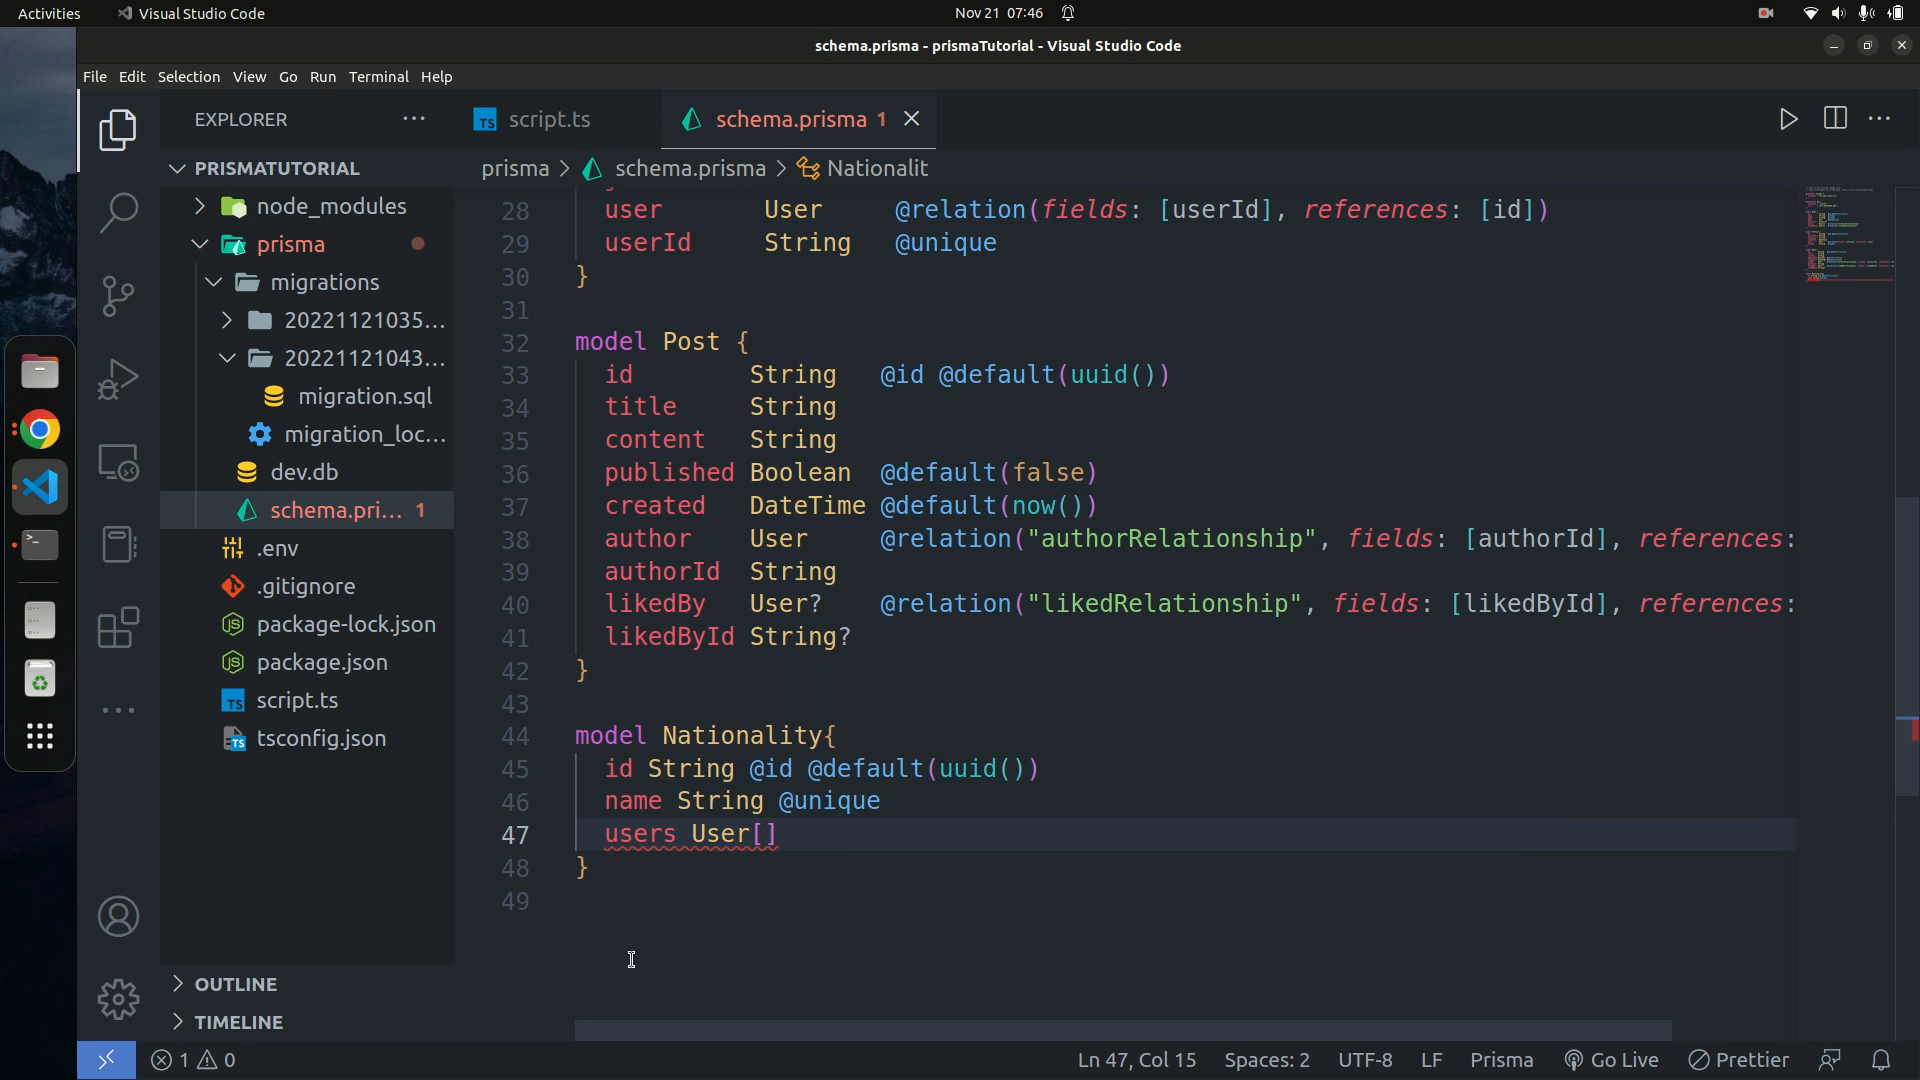 Activities Visual Studio Code Nov 21 07:46
schema.prisma - prismaTutorial - Visual Studio Code
File Edit Selection View Go Run Terminal Help
EXPLORER
script.ts
schema.prisma 1
PRISMATUTORIAL
prisma > schema.prisma > Nationalit
node_modules
prisma
migrations
20221121035...
20221121043...
migration.sql
migration_loc...
dev.db
schema.pri... 1
.env
.gitignore
package-lock.json
package.json
script.ts
tsconfig.json
OUTLINE
TIMELINE
28 user User @relation(fields: [userId], references: [id])
29 userId String @unique
30 }
31
32 model Post {
33 id String @id @default(uuid())
34 title String
35 content String
36 published Boolean @default(false)
37 created DateTime @default(now())
38 author User @relation("authorRelationship", fields: [authorId], references:
39 authorId String
40 likedBy User? @relation("likedRelationship", fields: [likedById], references:
41 likedById String?
42 }
43
44 model Nationality{
45 id String @id @default(uuid())
46 name String @unique
47 users User[]
48 }
49
1 0 Ln 47, Col 15 Spaces: 2 UTF-8 LF Prisma Go Live Prettier